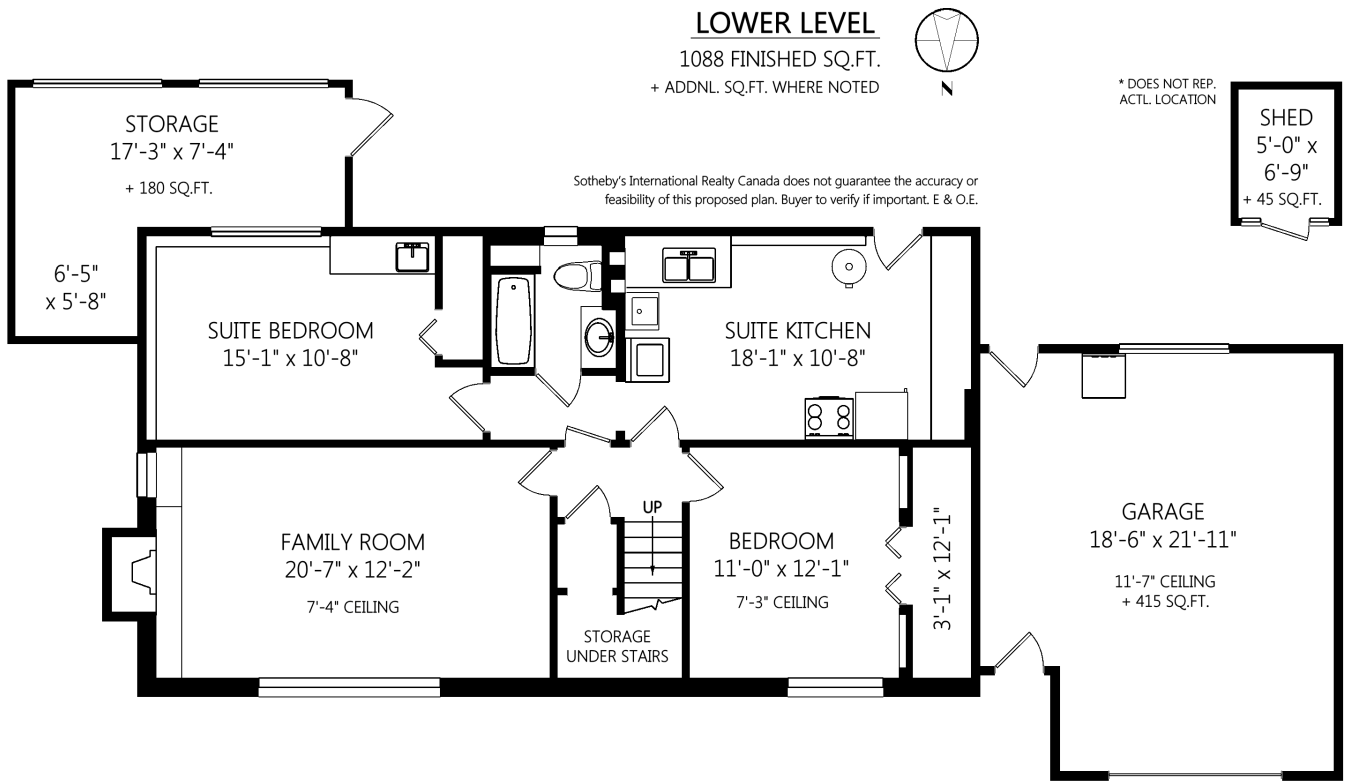 LOWER LEVEL
1088 FINISHED SQ.FT.
+ ADDNL. SQ.FT. WHERE NOTED
N
* DOES NOT REP.
ACTL. LOCATION
SHED
5'-0" x
6'-9"
+ 45 SQ.FT.
STORAGE
17'-3" x 7'-4"
+ 180 SQ.FT.
Sotheby's International Realty Canada does not guarantee the accuracy or
feasibility of this proposed plan. Buyer to verify if important. E & O.E.
6'-5"
x 5'-8"
SUITE BEDROOM
15'-1" x 10'-8"
SUITE KITCHEN
18'-1" x 10'-8"
FAMILY ROOM
20'-7" x 12'-2"
7'-4" CEILING
UP
STORAGE
UNDER STAIRS
BEDROOM
11'-0" x 12'-1"
7'-3" CEILING
3'-1" x 12'-1"
GARAGE
18'-6" x 21'-11"
11'-7" CEILING
+ 415 SQ.FT.